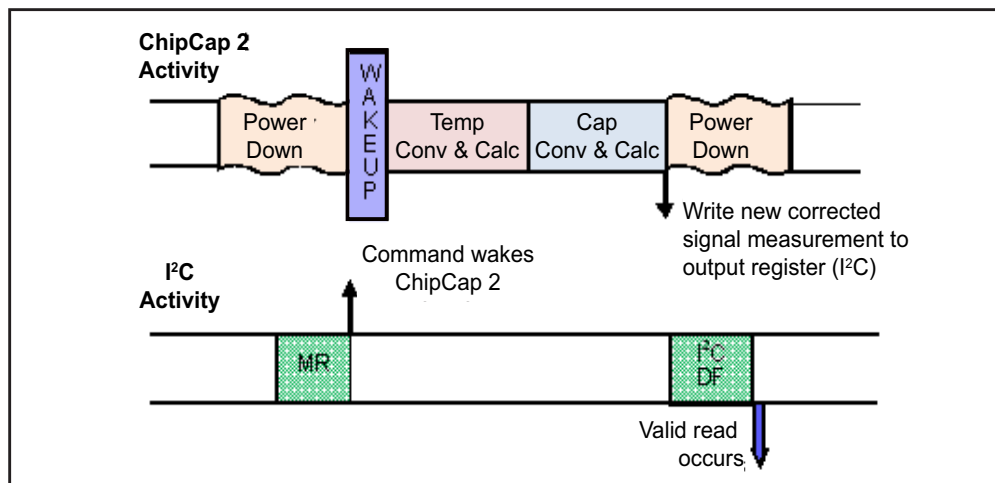 ChipCap 2
Activity
Power
Down
WAKEUP
Temp
Conv & Calc
Cap
Conv & Calc
Power
Down
Write new corrected
signal measurement to
output register (I²C)
Command wakes
ChipCap 2
I²C
Activity
MR
I²C
DF
Valid read
occurs